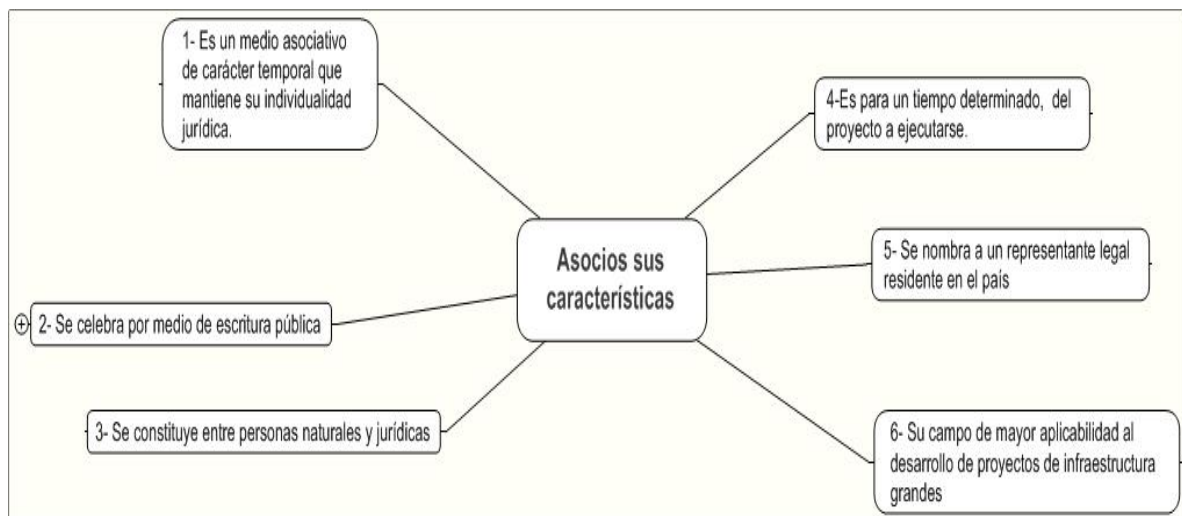 1- Es un medio asociativo
de carácter temporal que
mantiene su individualidad
jurídica.
2- Se celebra por medio de escritura pública
3- Se constituye entre personas naturales y jurídicas
Asocios sus
características
4-Es para un tiempo determinado, del
proyecto a ejecutarse.
5- Se nombra a un representante legal
residente en el país
6- Su campo de mayor aplicabilidad al
desarrollo de proyectos de infraestructura
grandes